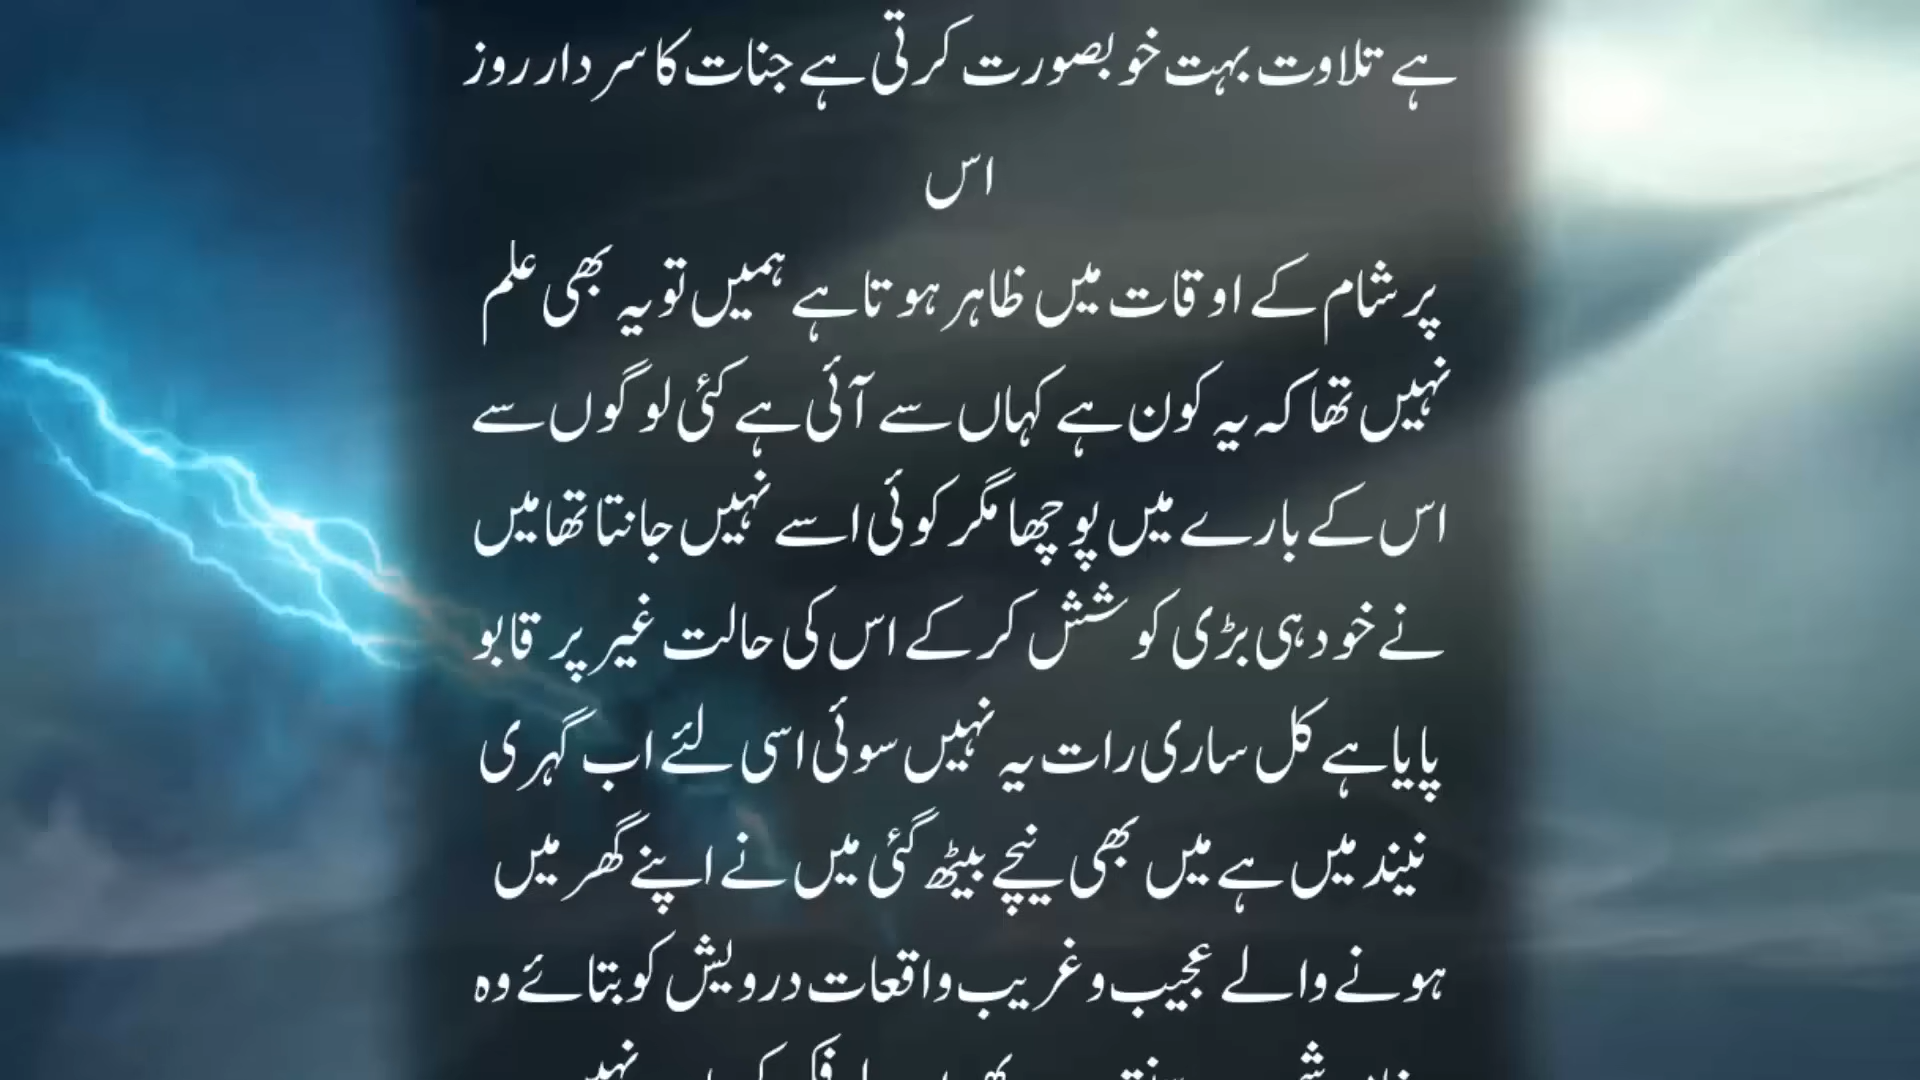 ہے تلاوت بہت خوبصورت کرتی ہے جنات کا سردار روز
اس
پر شام کے اوقات میں ظاہر ہوتا ہے ہمیں تو یہ بھی علم
نہیں تھا کہ یہ کون ہے کہاں سے آئی ہے کئی لوگوں سے
اس کے بارے میں پوچھا مگر کوئی اسے نہیں جانتا تھا میں
نے خود ہی بڑی کوشش کر کے اس کی حالت غیر پر قابو
پایا ہے کل ساری رات یہ نہیں سوئی اسی لئے اب گہری
نیند میں ہے میں بھی نیچے بیٹھ گئی میں نے اپنے گھر میں
ہونے والے عجیب و غریب واقعات درویش کو بتائے وہ